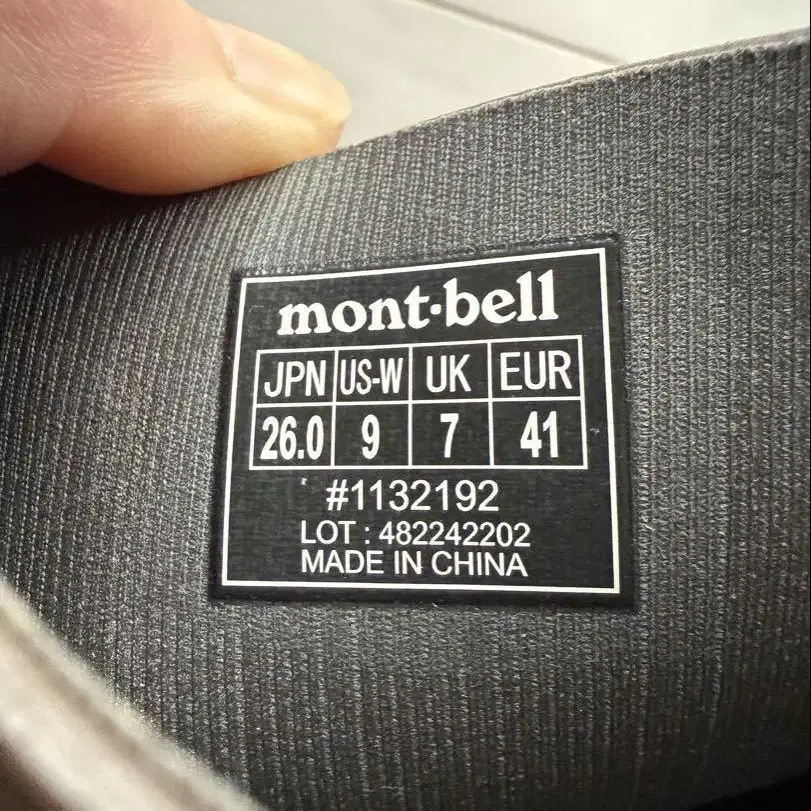 mont·bell
JPN US-W UK EUR
26.0 9 7 41
#1132192
LOT : 482242202
MADE IN CHINA